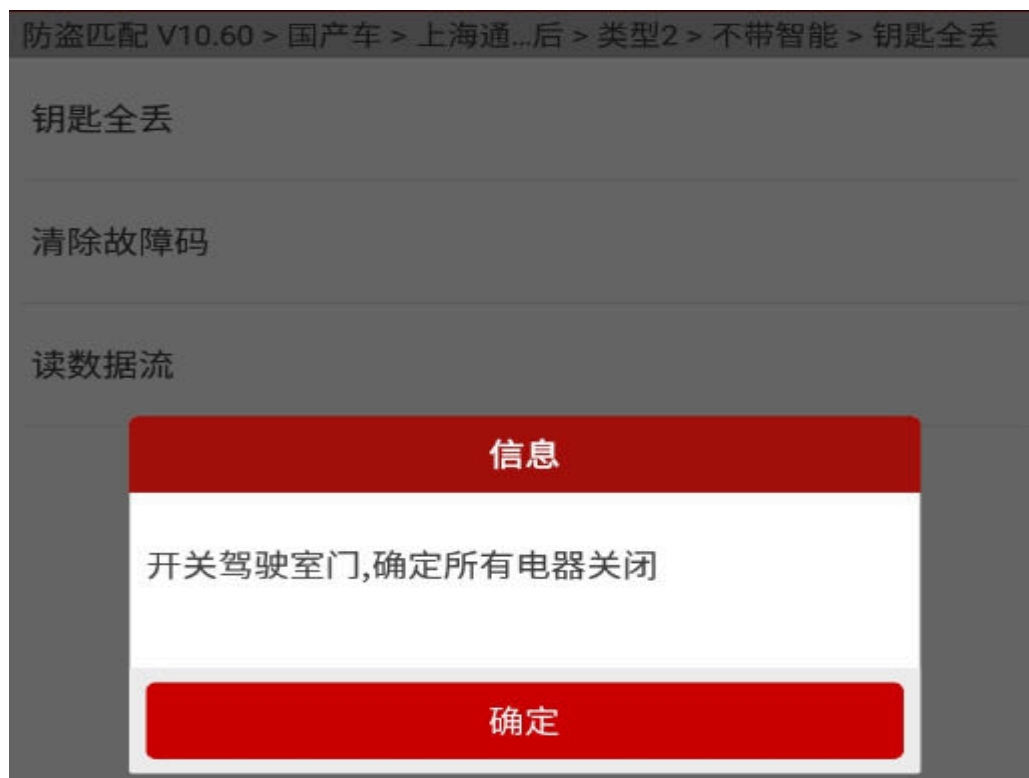 防盗匹配 V10.60 > 国产车 > 上海通...后 > 类型2 > 不带智能 > 钥匙全丢
钥匙全丢
清除故障码
读数据流
信息
开关驾驶室门,确定所有电器关闭
确定